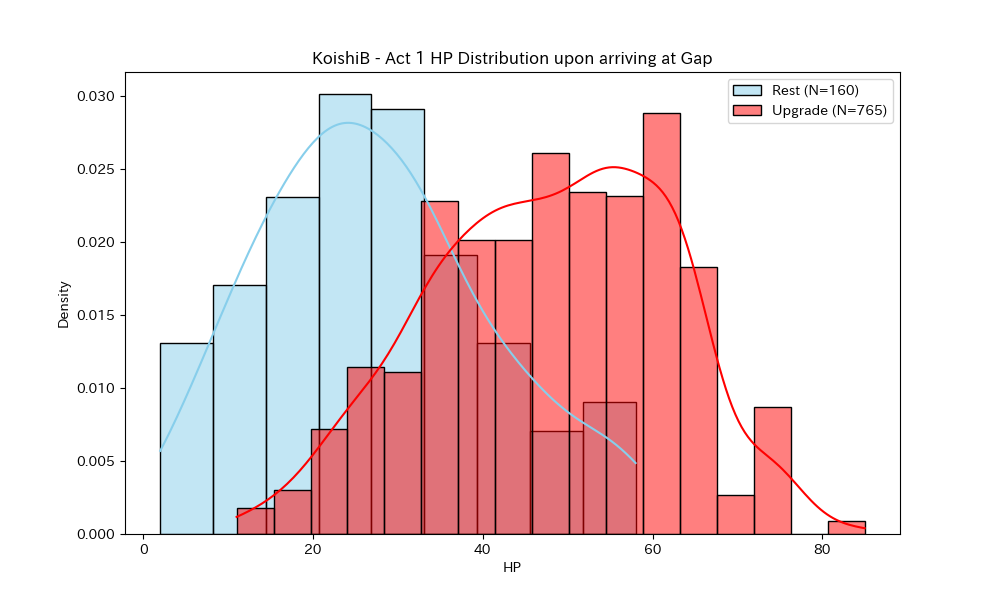 KoishiB - Act 1 HP Distribution upon arriving at Gap
Rest (N=160)
Upgrade (N=765)
Density
0.030
0.025
0.020
0.015
0.010
0.005
0.000
0 20 40 60 80
HP